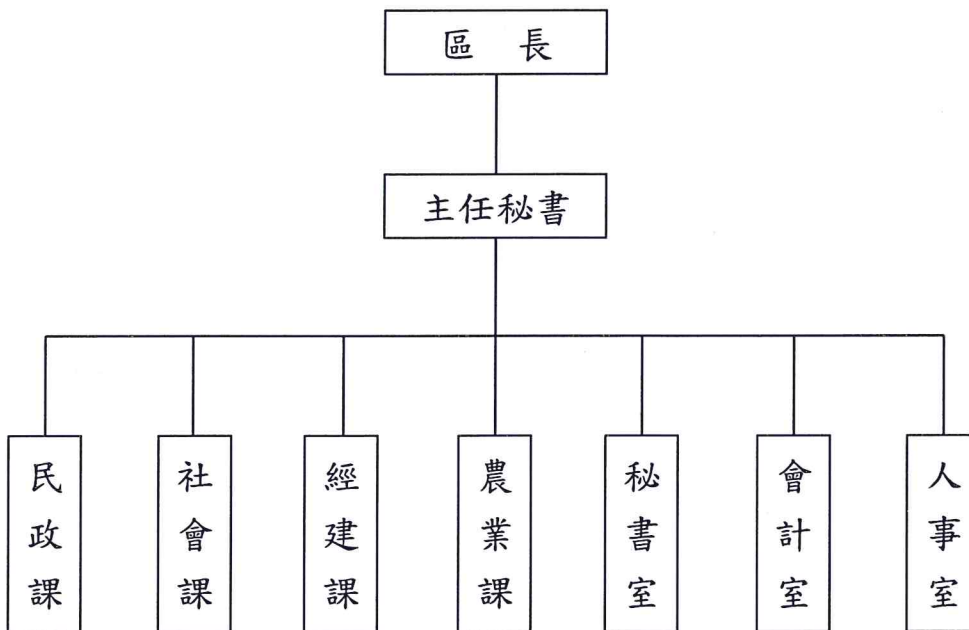 區 長
主任秘書
民政課
社會課
經建課
農業課
秘書室
會計室
人事室